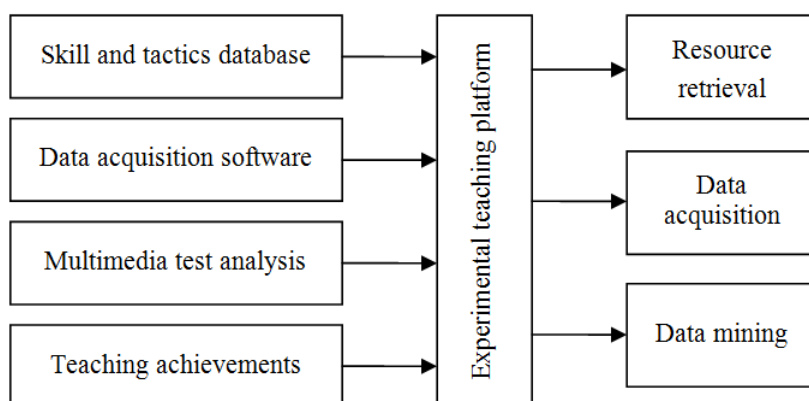 Skill and tactics database
Data acquisition software
Multimedia test analysis
Teaching achievements
Experimental teaching platform
Resource
retrieval
Data
acquisition
Data mining